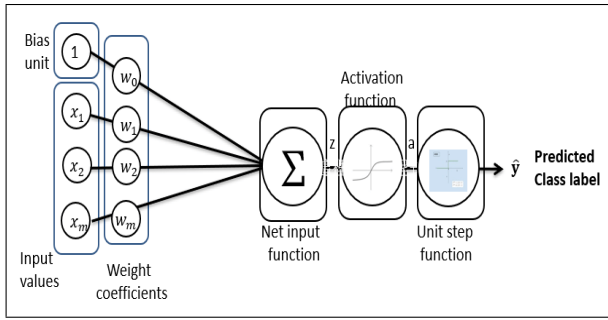 Bias
unit
1
x₁
x₂
xₘ
w₀
w₁
w₂
wₘ
Input
values
Weight
coefficients
Σ
Net input
function
z
Activation
function
a
Unit step
function
ŷ
Predicted
Class label